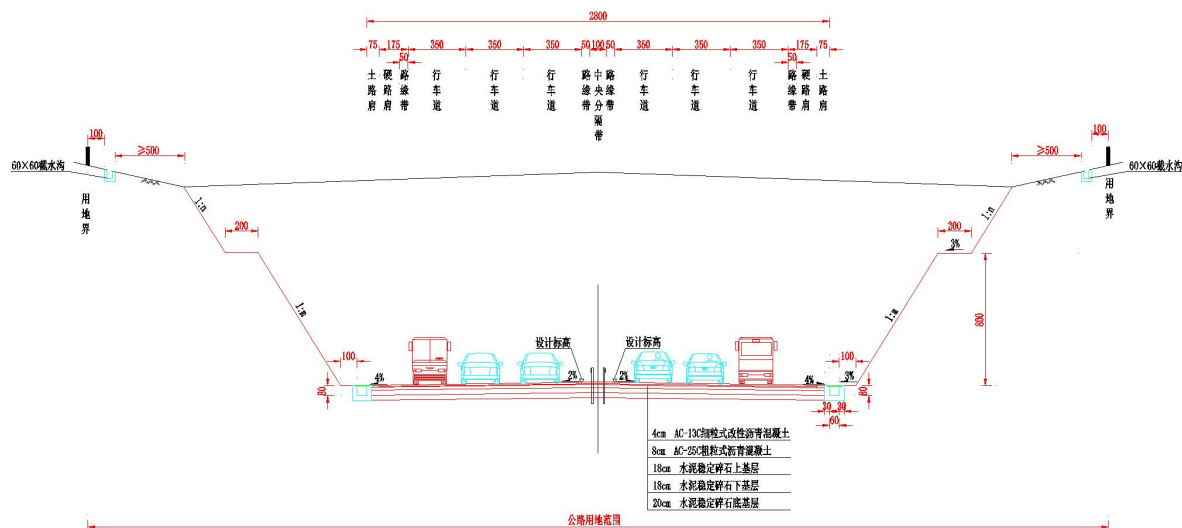 2800
75 175 350 350 350 50 100 50 350 350 350 175 75
50 50
土路肩 硬路肩 路缘带 行车道 行车道 行车道 路缘带 中央分隔带 路缘带 行车道 行车道 行车道 路缘带 硬路肩 土路肩
100 ≥500 ≥500 100
60×60截水沟 60×60截水沟
用地界 用地界
1:n 1:n
200 200
3%
1:m 1:m
800
设计标高 设计标高
100 100
4% 2% 2% 4% 3%
80 80
30 30
60
4cm AC-13C细粒式改性沥青混凝土
8cm AC-25C粗粒式沥青混凝土
18cm 水泥稳定碎石上基层
18cm 水泥稳定碎石下基层
20cm 水泥稳定碎石底基层
公路用地范围